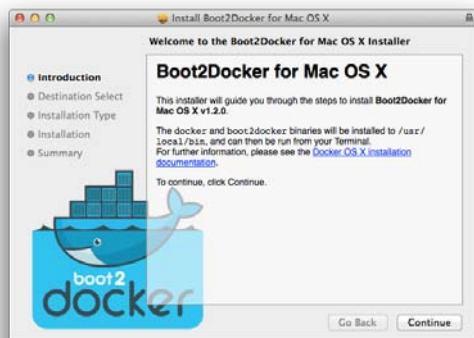 Install Boot2Docker for Mac OS X
Welcome to the Boot2Docker for Mac OS X Installer
Introduction
Destination Select
Installation Type
Installation
Summary
Boot2Docker for Mac OS X
This installer will guide you through the steps to install Boot2Docker for
Mac OS X v1.2.0.
The docker and boot2docker binaries will be installed to /usr/
local/bin, and can then be run from your Terminal.
For further information, please see the Docker OS X installation
documentation.
To continue, click Continue.
boot2
docker
Go Back
Continue